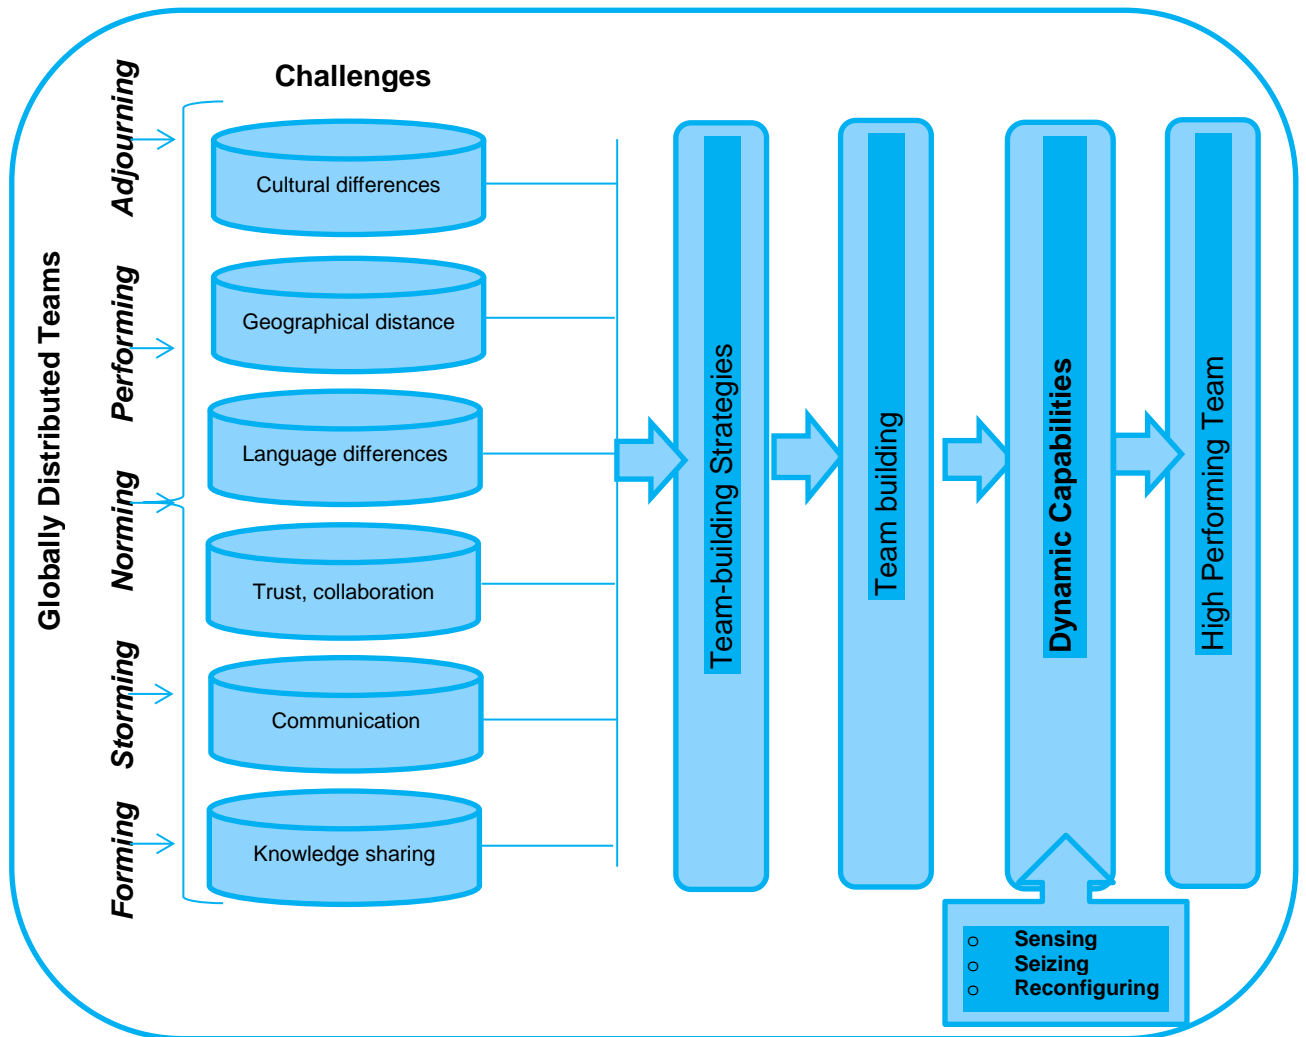 Challenges
Globally Distributed Teams
Adjourning
Performing
Norming
Storming
Forming
Cultural differences
Geographical distance
Language differences
Trust, collaboration
Communication
Knowledge sharing
Team-building Strategies
Team building
Dynamic Capabilities
High Performing Team
o Sensing
o Seizing
o Reconfiguring